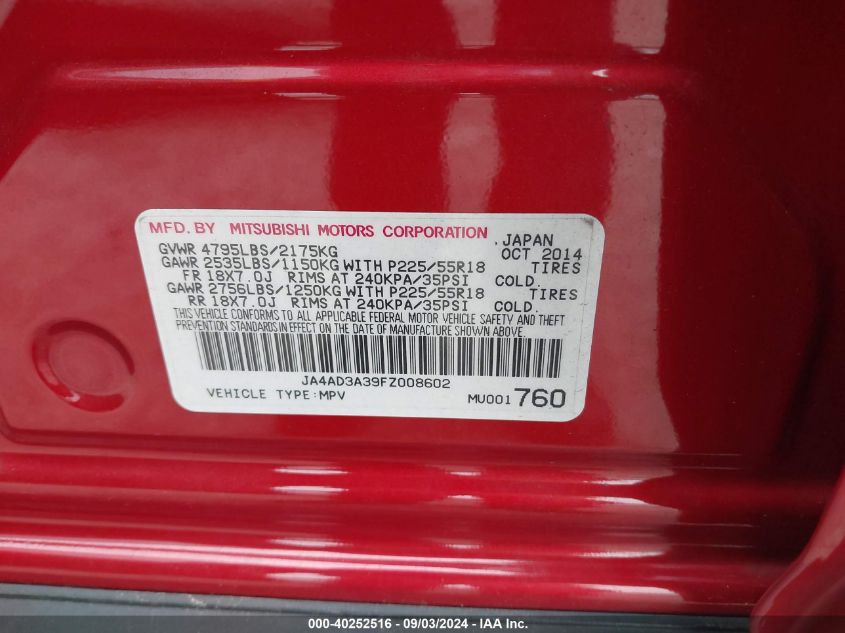 MFD. BY MITSUBISHI MOTORS CORPORATION , JAPAN
GVWR 4795LBS/2175KG OCT 2014
GAWR 2535LBS/1150KG WITH P225/55R18 TIRES
FR 18X7.0J RIMS AT 240KPA/35PSI COLD.
GAWR 2756LBS/1250KG WITH P225/55R18 TIRES
RR 18X7.0J RIMS AT 240KPA/35PSI COLD.
THIS VEHICLE CONFORMS TO ALL APPLICABLE FEDERAL MOTOR VEHICLE SAFETY AND THEFT
PREVENTION STANDARDS IN EFFECT ON THE DATE OF MANUFACTURE SHOWN ABOVE.
JA4AD3A39FZ008602
VEHICLE TYPE:MPV MU001 760
000-40252516 - 09/03/2024 - IAA, Inc.